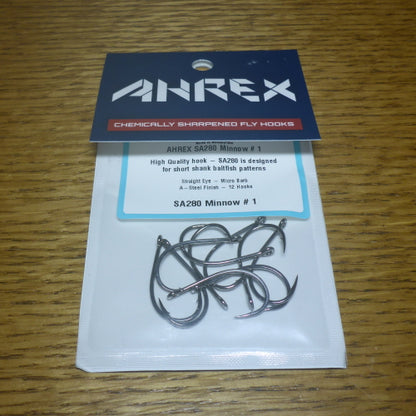 AHREX
CHEMICALLY SHARPENED FLY HOOKS
AHREX SA280 Minnow # 1
High Quality hook – SA280 is designed
for short shank baitfish patterns
Straight Eye – Micro Barb
A-Steel Finish – 12 Hooks
SA280 Minnow # 1